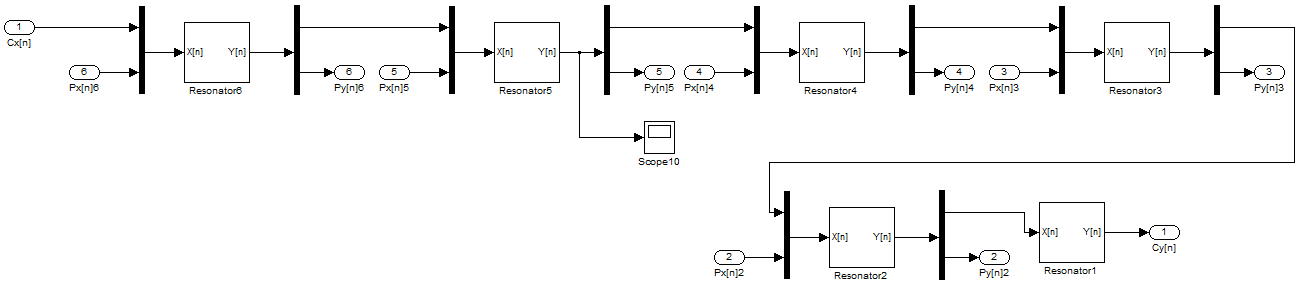 1
Cx[n]
6
Px[n]6
X[n] Y[n]
Resonator6
6
Py[n]6
5
Px[n]5
X[n] Y[n]
Resonator5
5
Py[n]5
4
Px[n]4
X[n] Y[n]
Resonator4
4
Py[n]4
3
Px[n]3
X[n] Y[n]
Resonator3
3
Py[n]3
Scope10
2
Px[n]2
X[n] Y[n]
Resonator2
2
Py[n]2
X[n] Y[n]
Resonator1
1
Cy[n]